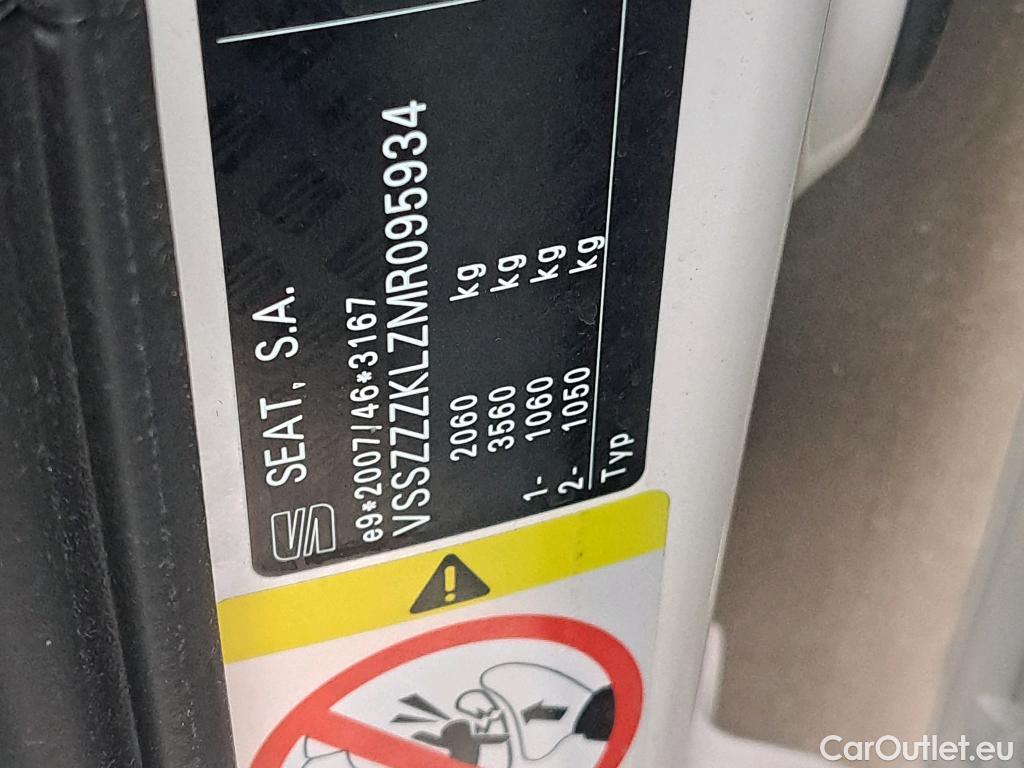 SEAT, S.A.
e9*2007/46*3167
VSSZZZKLZMR095934
2060 kg
3560 kg
1- 1060 kg
2- 1050 kg
Typ
CarOutlet.eu